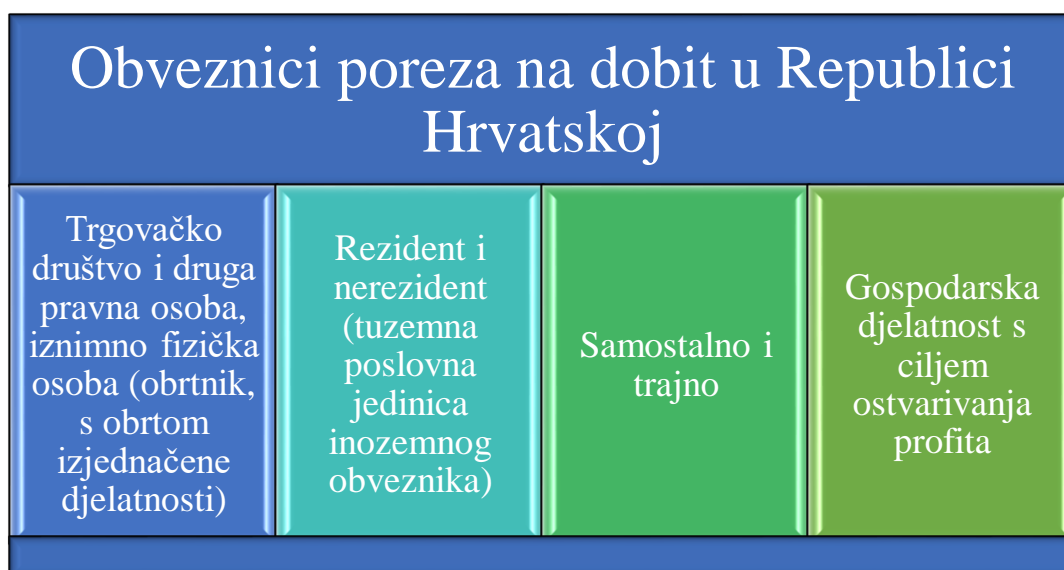 Obveznici poreza na dobit u Republici
Hrvatskoj
Trgovačko
društvo i druga
pravna osoba,
iznimno fizička
osoba (obrtnik,
s obrtom
izjednačene
djelatnosti)
Rezident i
nerezident
(tuzemna
poslovna
jedinica
inozemnog
obveznika)
Samostalno i
trajno
Gospodarska
djelatnost s
ciljem
ostvarivanja
profita